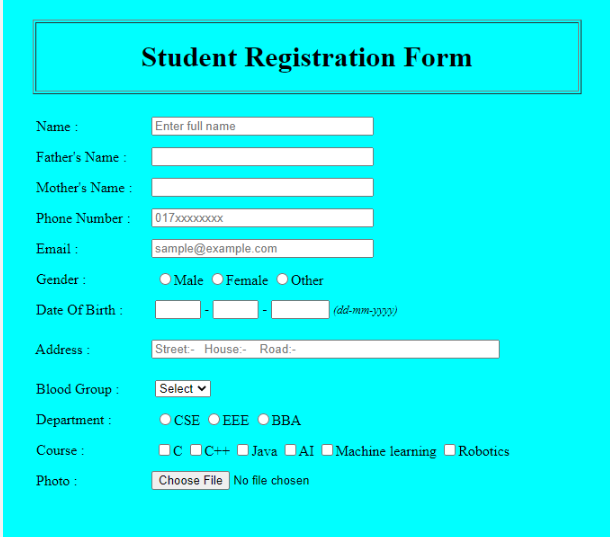 Student Registration Form
Name : Enter full name
Father's Name :
Mother's Name :
Phone Number : 017xxxxxxxx
Email : sample@example.com
Gender : Male Female Other
Date Of Birth : - - (dd-mm-yyyy)
Address : Street:- House:- Road:-
Blood Group : Select
Department : CSE EEE BBA
Course : C C++ Java AI Machine learning Robotics
Photo : Choose File No file chosen